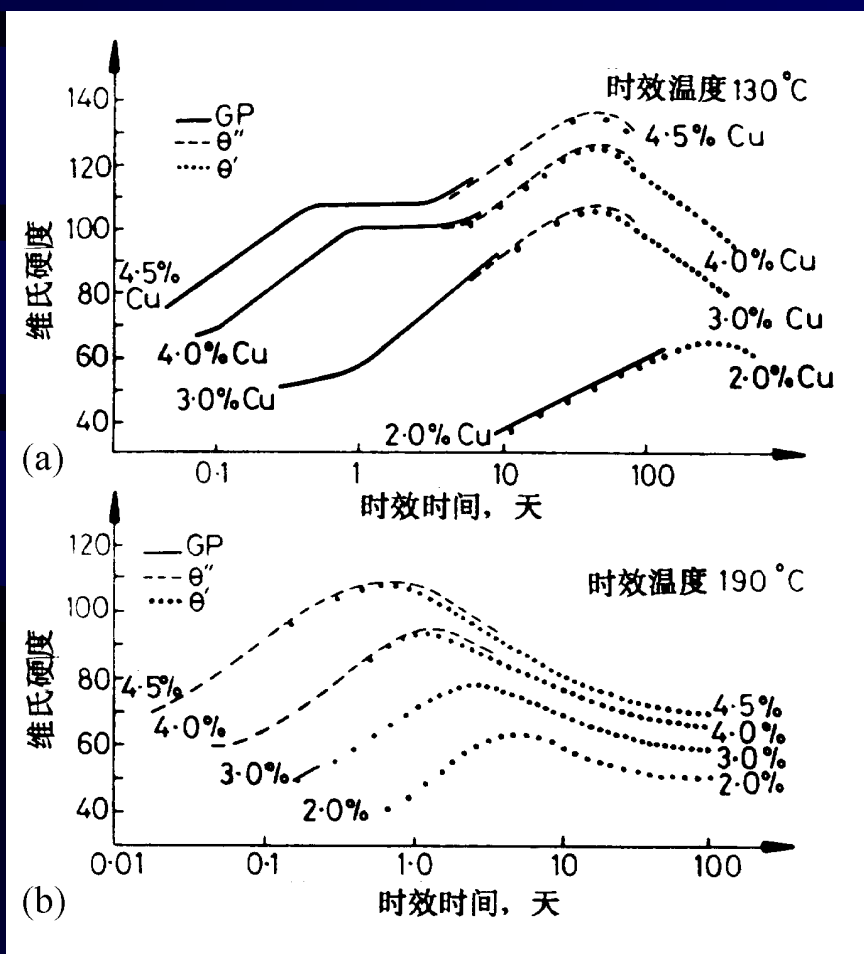 时效温度 130°C
140
GP
θ''
θ'
4·5% Cu
120
100
维氏硬度
4·5%
Cu
80
4·0% Cu
4·0%Cu
60
3·0% Cu
3·0%Cu
2·0% Cu
2·0%Cu
40
(a)
0·1 1 10 100
时效时间，天
120
GP
θ''
θ'
时效温度 190°C
100
维氏硬度
80
4·5%
4·0%
60
3·0%
2·0%
4·5%
4·0%
3·0%
2·0%
40
0·01 0·1 1·0 10 100
(b)
时效时间，天